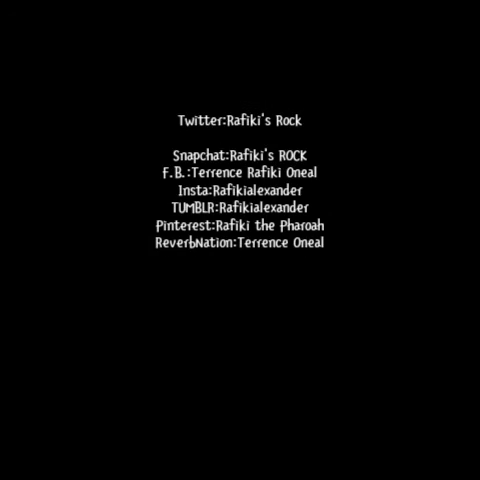 Twitter:Rafiki's Rock
Snapchat:Rafiki's ROCK
F.B.:Terrence Rafiki Oneal
Insta:Rafikialexander
TUMBLR:Rafikialexander
Pinterest:Rafiki the Pharoah
ReverbNation:Terrence Oneal